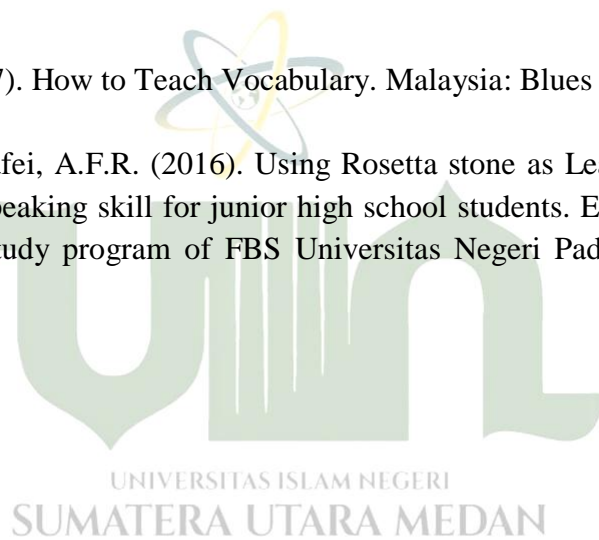 7). How to Teach Vocabulary. Malaysia: Blues
afei, A.F.R. (2016). Using Rosetta stone as Lea
peaking skill for junior high school students. E
tudy program of FBS Universitas Negeri Pad
UNIVERSITAS ISLAM NEGERI
SUMATERA UTARA MEDAN